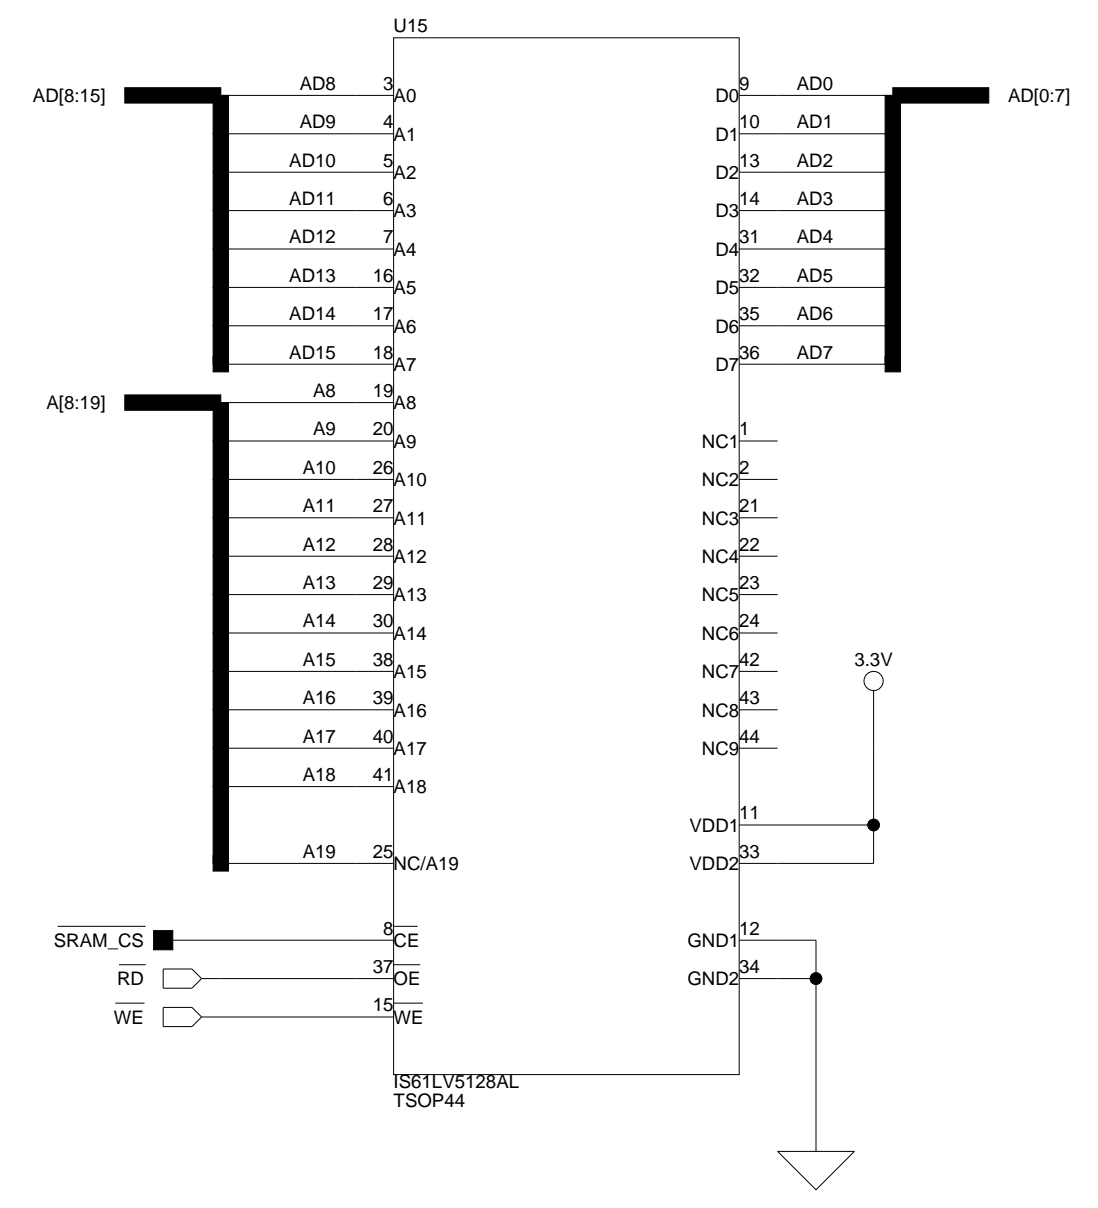 U15
AD[8:15] AD8 3 A0 D0 9 AD0 AD[0:7]
AD9 4 A1 D1 10 AD1
AD10 5 A2 D2 13 AD2
AD11 6 A3 D3 14 AD3
AD12 7 A4 D4 31 AD4
AD13 16 A5 D5 32 AD5
AD14 17 A6 D6 35 AD6
AD15 18 A7 D7 36 AD7
A[8:19] A8 19 A8
A9 20 A9 NC1 1
A10 26 A10 NC2 2
A11 27 A11 NC3 21
A12 28 A12 NC4 22
A13 29 A13 NC5 23
A14 30 A14 NC6 24
A15 38 A15 NC7 42 3.3V
A16 39 A16 NC8 43
A17 40 A17 NC9 44
A18 41 A18
VDD1 11
A19 25 NC/A19 VDD2 33
SRAM_CS 8 CE GND1 12
RD 37 OE GND2 34
WE 15 WE
IS61LV5128AL
TSOP44